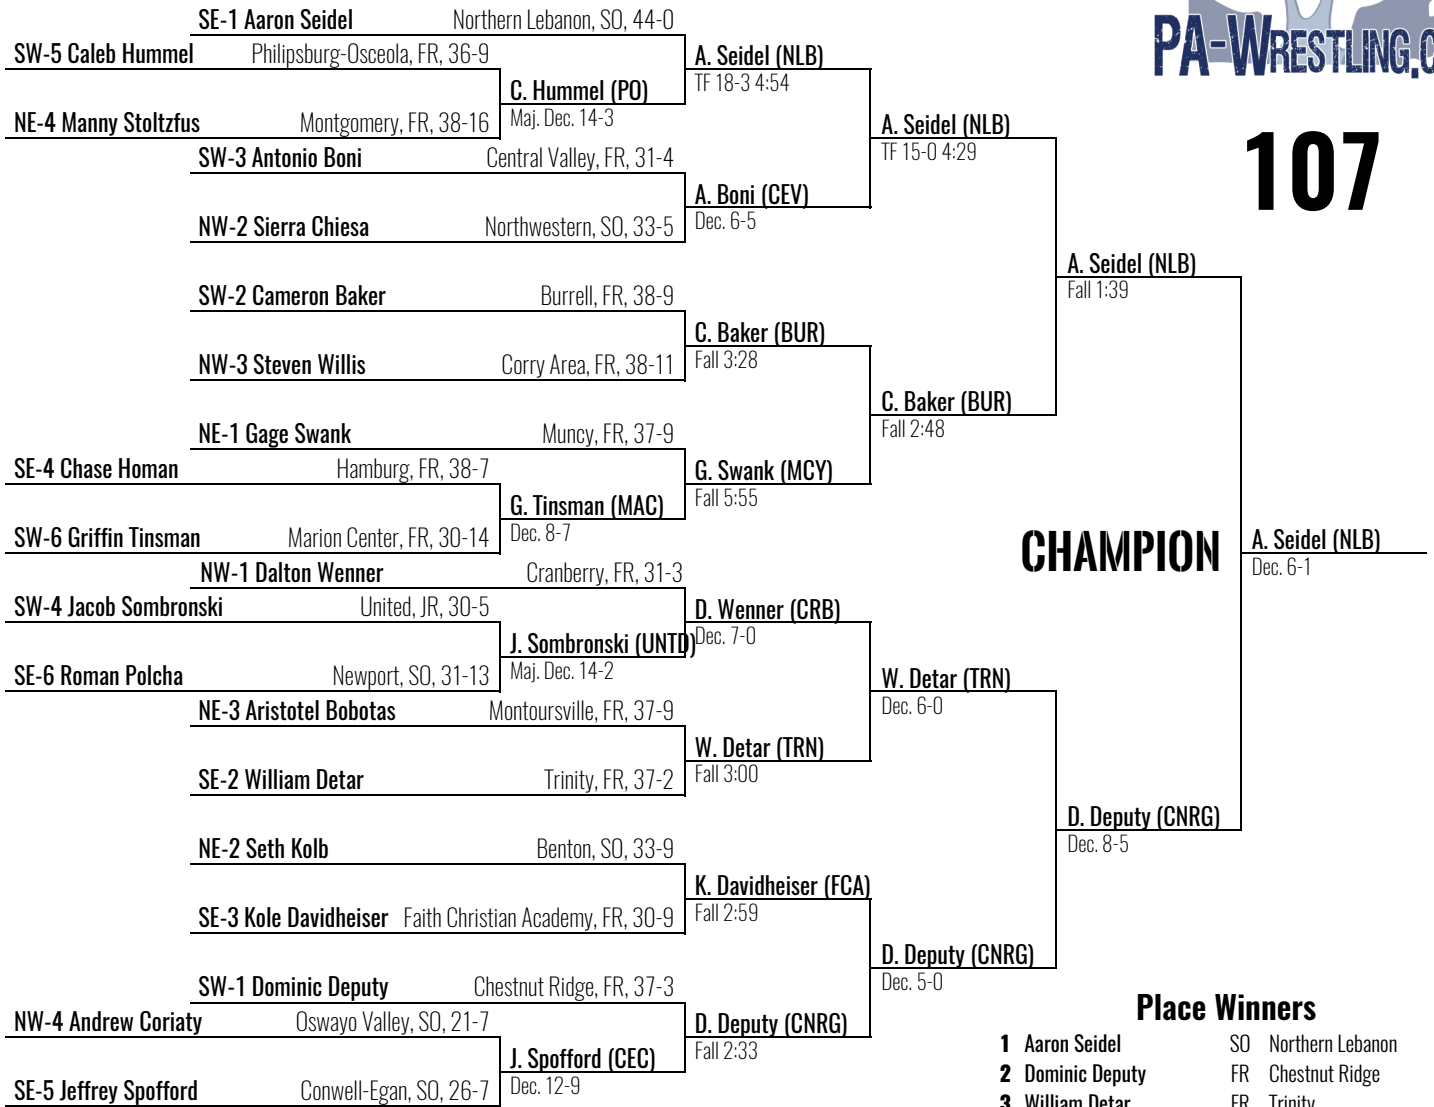 SE-1 Aaron Seidel Northern Lebanon, SO, 44-0
SW-5 Caleb Hummel Philipsburg-Osceola, FR, 36-9
A. Seidel (NLB)
TF 18-3 4:54
C. Hummel (PO)
Maj. Dec. 14-3
NE-4 Manny Stoltzfus Montgomery, FR, 38-16
A. Seidel (NLB)
TF 15-0 4:29
SW-3 Antonio Boni Central Valley, FR, 31-4
A. Boni (CEV)
Dec. 6-5
NW-2 Sierra Chiesa Northwestern, SO, 33-5
PA-WRESTLING.C
107
A. Seidel (NLB)
Fall 1:39
SW-2 Cameron Baker Burrell, FR, 38-9
C. Baker (BUR)
Fall 3:28
NW-3 Steven Willis Corry Area, FR, 38-11
C. Baker (BUR)
Fall 2:48
NE-1 Gage Swank Muncy, FR, 37-9
SE-4 Chase Homan Hamburg, FR, 38-7
G. Swank (MCY)
Fall 5:55
G. Tinsman (MAC)
Dec. 8-7
SW-6 Griffin Tinsman Marion Center, FR, 30-14
CHAMPION
A. Seidel (NLB)
Dec. 6-1
NW-1 Dalton Wenner Cranberry, FR, 31-3
SW-4 Jacob Sombronski United, JR, 30-5
D. Wenner (CRB)
Dec. 7-0
J. Sombronski (UNTD)
Maj. Dec. 14-2
SE-6 Roman Polcha Newport, SO, 31-13
W. Detar (TRN)
Dec. 6-0
NE-3 Aristotel Bobotas Montoursville, FR, 37-9
W. Detar (TRN)
Fall 3:00
SE-2 William Detar Trinity, FR, 37-2
D. Deputy (CNRG)
Dec. 8-5
NE-2 Seth Kolb Benton, SO, 33-9
K. Davidheiser (FCA)
Fall 2:59
SE-3 Kole Davidheiser Faith Christian Academy, FR, 30-9
D. Deputy (CNRG)
Dec. 5-0
SW-1 Dominic Deputy Chestnut Ridge, FR, 37-3
NW-4 Andrew Coriaty Oswayo Valley, SO, 21-7
D. Deputy (CNRG)
Fall 2:33
J. Spofford (CEC)
Dec. 12-9
SE-5 Jeffrey Spofford Conwell-Egan, SO, 26-7
Place Winners
1 Aaron Seidel SO Northern Lebanon
2 Dominic Deputy FR Chestnut Ridge
3 William Detar FR Trinity